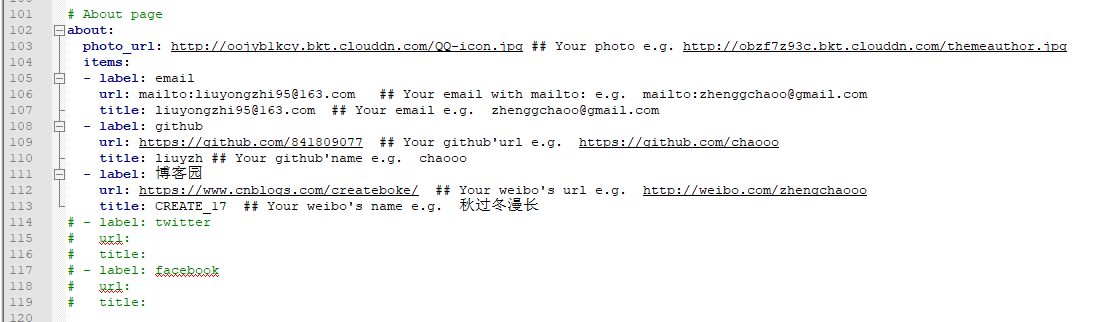 101 # About page
102 about:
103 photo_url: http://oojyblkcy.bkt.clouddn.com/QQ-icon.jpg ## Your photo e.g. http://obzf7z93c.bkt.clouddn.com/themeauthor.jpg
104 items:
105 - label: email
106 url: mailto:liuyongzhi95@163.com ## Your email with mailto: e.g. mailto:zhenggchaoo@gmail.com
107 title: liuyongzhi95@163.com ## Your email e.g. zhenggchaoo@gmail.com
108 - label: github
109 url: https://github.com/841809077 ## Your github'url e.g. https://github.com/chaooo
110 title: liuyzh ## Your github'name e.g. chaooo
111 - label: 博客园
112 url: https://www.cnblogs.com/createboke/ ## Your weibo's url e.g. http://weibo.com/zhengchaooo
113 title: CREATE_17 ## Your weibo's name e.g. 秋过冬漫长
114 # - label: twitter
115 # url:
116 # title:
117 # - label: facebook
118 # url:
119 # title:
120